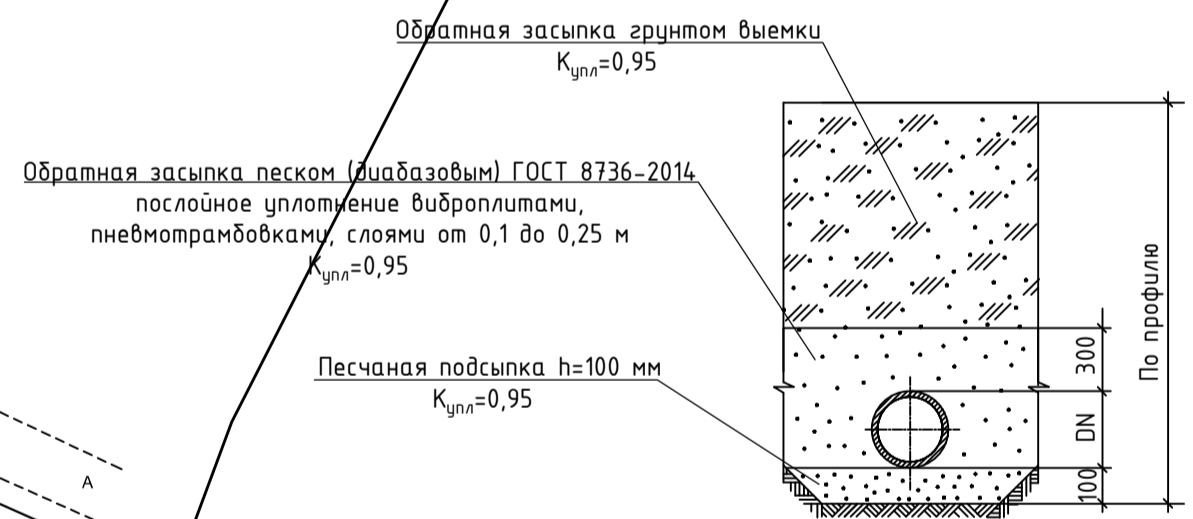 Обратная засыпка грунтом выемки
Kупл=0,95
Обратная засыпка песком (диабазовым) ГОСТ 8736-2014
послойное уплотнение виброплитами,
пневмотрамбовками, слоями от 0,1 до 0,25 м
Kупл=0,95
Песчаная подсыпка h=100 мм
Kупл=0,95
300
DN
100
По профилю
А